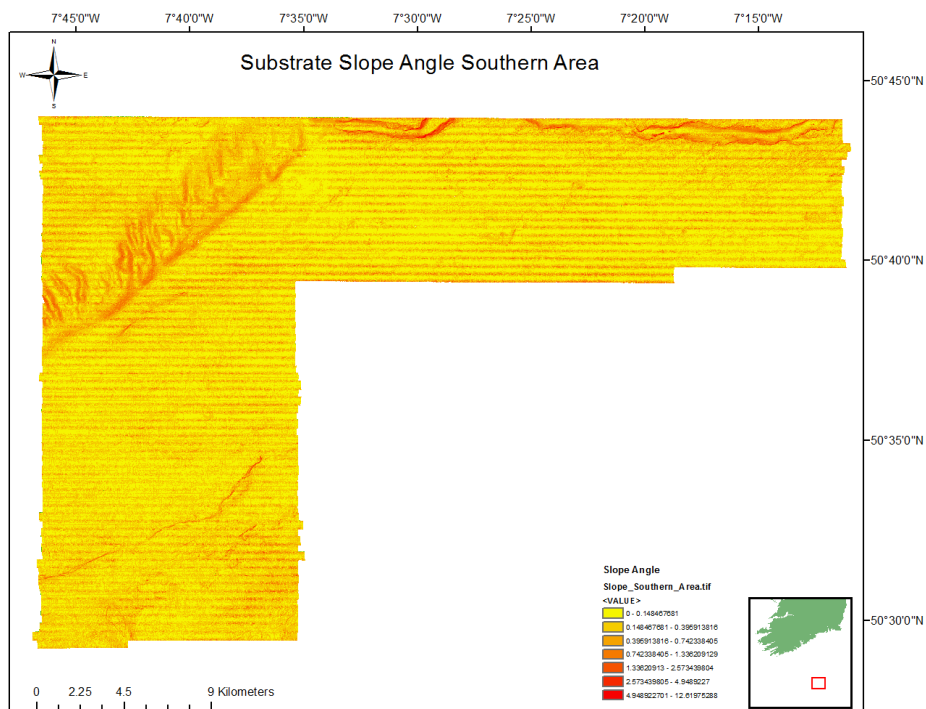 7°45'0"W 7°40'0"W 7°35'0"W 7°30'0"W 7°25'0"W 7°20'0"W 7°15'0"W
N
W E
S
Substrate Slope Angle Southern Area
50°45'0"N
50°40'0"N
50°35'0"N
50°30'0"N
Slope Angle
Slope_Southern_Area.tif
<VALUE>
0 - 0.148467681
0.148467681 - 0.395913816
0.395913816 - 0.742338405
0.742338405 - 1.336209129
1.33620913 - 2.573439804
2.573439805 - 4.9489227
4.948922701 - 12.61975288
0 2.25 4.5 9 Kilometers